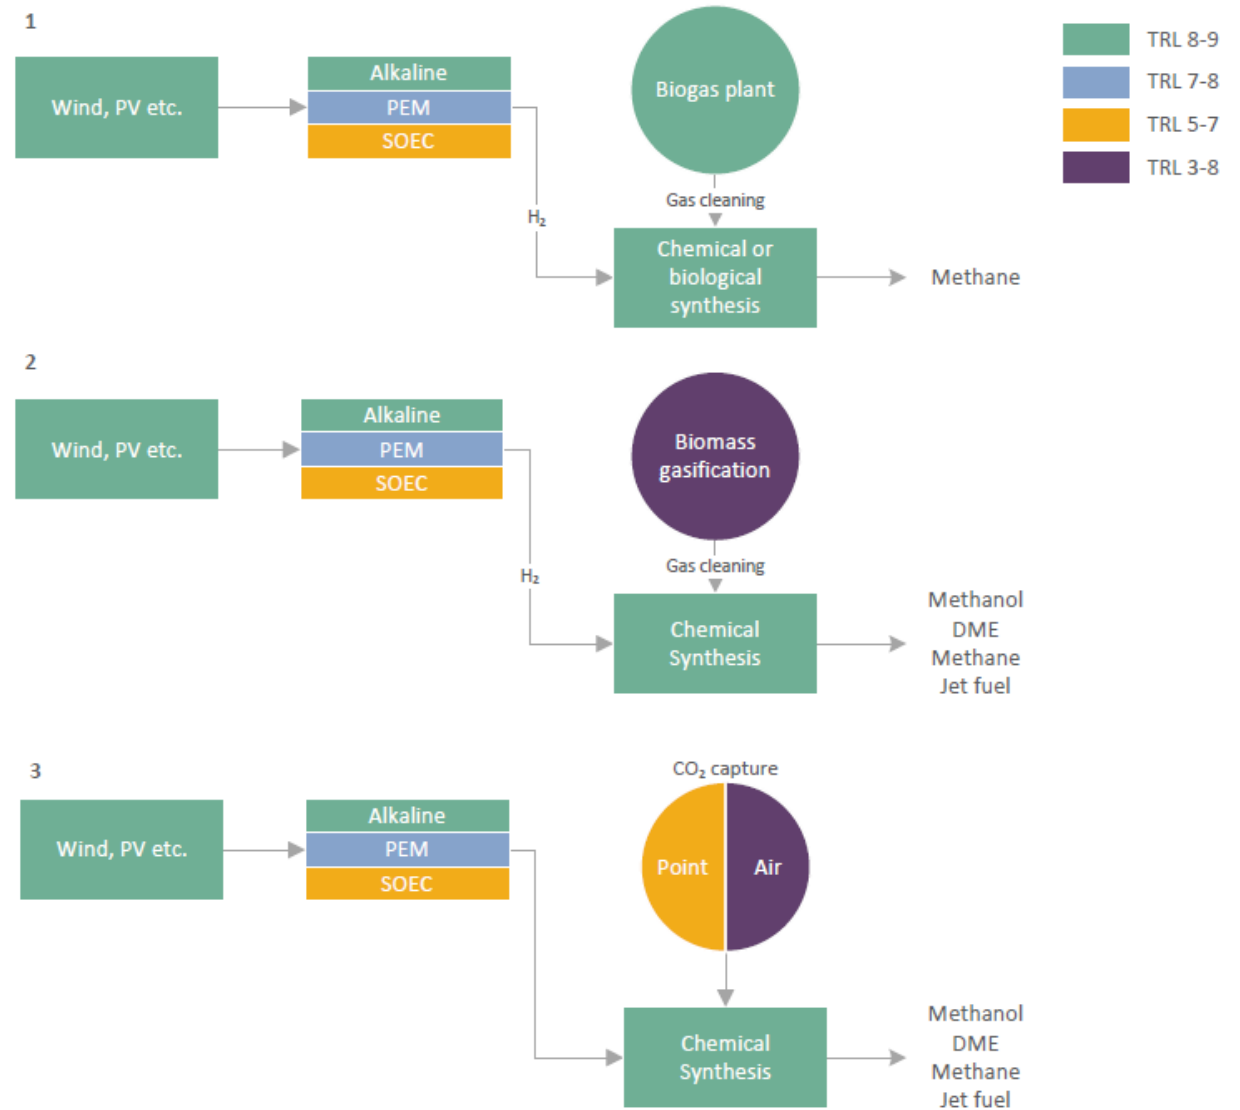 1
Wind, PV etc.
Alkaline
PEM
SOEC
H₂
Biogas plant
Gas cleaning
Chemical or
biological
synthesis
Methane
TRL 8-9
TRL 7-8
TRL 5-7
TRL 3-8
2
Wind, PV etc.
Alkaline
PEM
SOEC
H₂
Biomass
gasification
Gas cleaning
Chemical
Synthesis
Methanol
DME
Methane
Jet fuel
3
Wind, PV etc.
Alkaline
PEM
SOEC
CO₂ capture
Point
Air
Chemical
Synthesis
Methanol
DME
Methane
Jet fuel